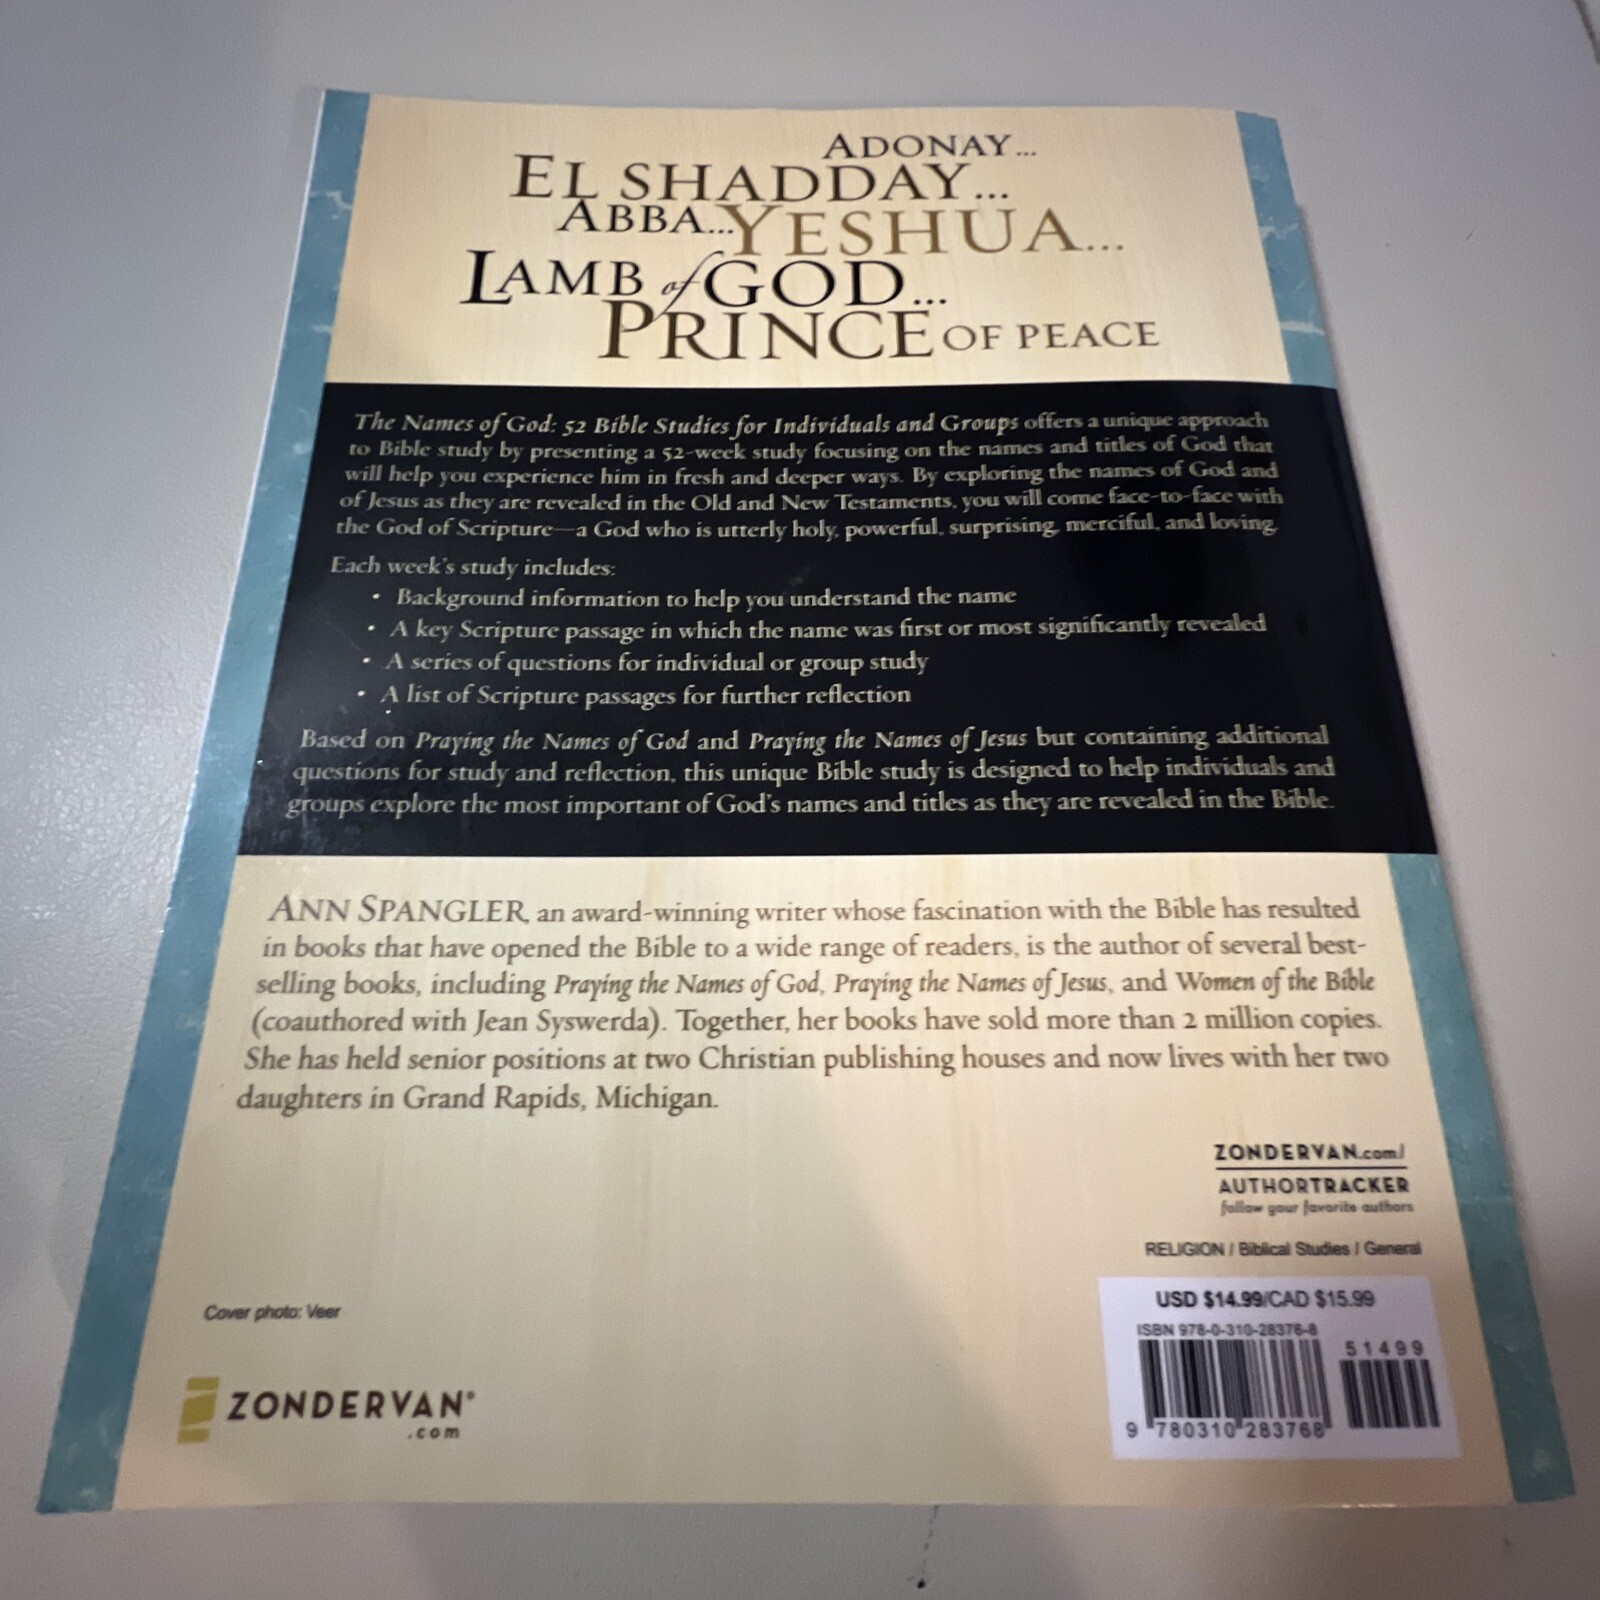 ADONAY...
EL SHADDAY...
ABBA...YESHUA...
LAMB of GOD...
PRINCE OF PEACE
The Names of God: 52 Bible Studies for Individuals and Groups offers a unique approach
to Bible study by presenting a 52-week study focusing on the names and titles of God that
will help you experience him in fresh and deeper ways. By exploring the names of God and
of Jesus as they are revealed in the Old and New Testaments, you will come face-to-face with
the God of Scripture—a God who is utterly holy, powerful, surprising, merciful, and loving.
Each week's study includes:
• Background information to help you understand the name
• A key Scripture passage in which the name was first or most significantly revealed
• A series of questions for individual or group study
• A list of Scripture passages for further reflection
Based on Praying the Names of God and Praying the Names of Jesus but containing additional
questions for study and reflection, this unique Bible study is designed to help individuals and
groups explore the most important of God's names and titles as they are revealed in the Bible.
ANN SPANGLER, an award-winning writer whose fascination with the Bible has resulted
in books that have opened the Bible to a wide range of readers, is the author of several best-
selling books, including Praying the Names of God, Praying the Names of Jesus, and Women of the Bible
(coauthored with Jean Syswerda). Together, her books have sold more than 2 million copies.
She has held senior positions at two Christian publishing houses and now lives with her two
daughters in Grand Rapids, Michigan.
ZONDERVAN.com/
AUTHORTRACKER
follow your favorite authors
RELIGION / Biblical Studies / General
USD $14.99/CAD $15.99
ISBN 978-0-310-28376-8
51499
9 780310 283768
Cover photo: Veer
ZONDERVAN®
.com